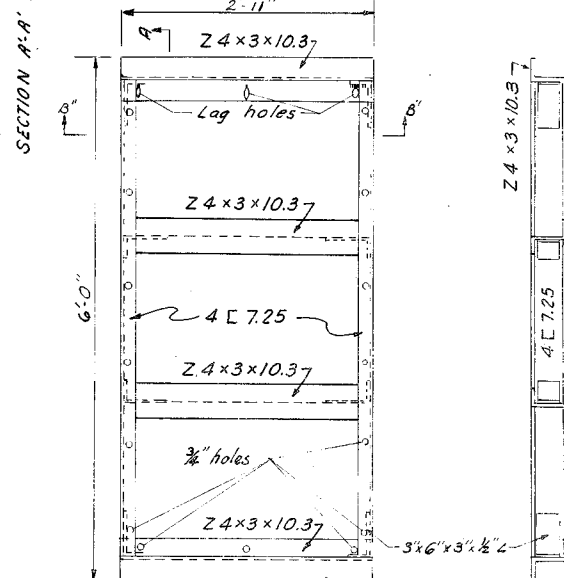 2'-11"
A
Z 4 × 3 × 10.3
SECTION A'-A'
B"
Lag holes
B"
Z 4 × 3 × 10.3
Z 4 × 3 × 10.3
6'-0"
4 [ 7.25
4 [ 7.25
Z 4 × 3 × 10.3
3/4" holes
Z 4 × 3 × 10.3
3"x6"x3"x½"∠